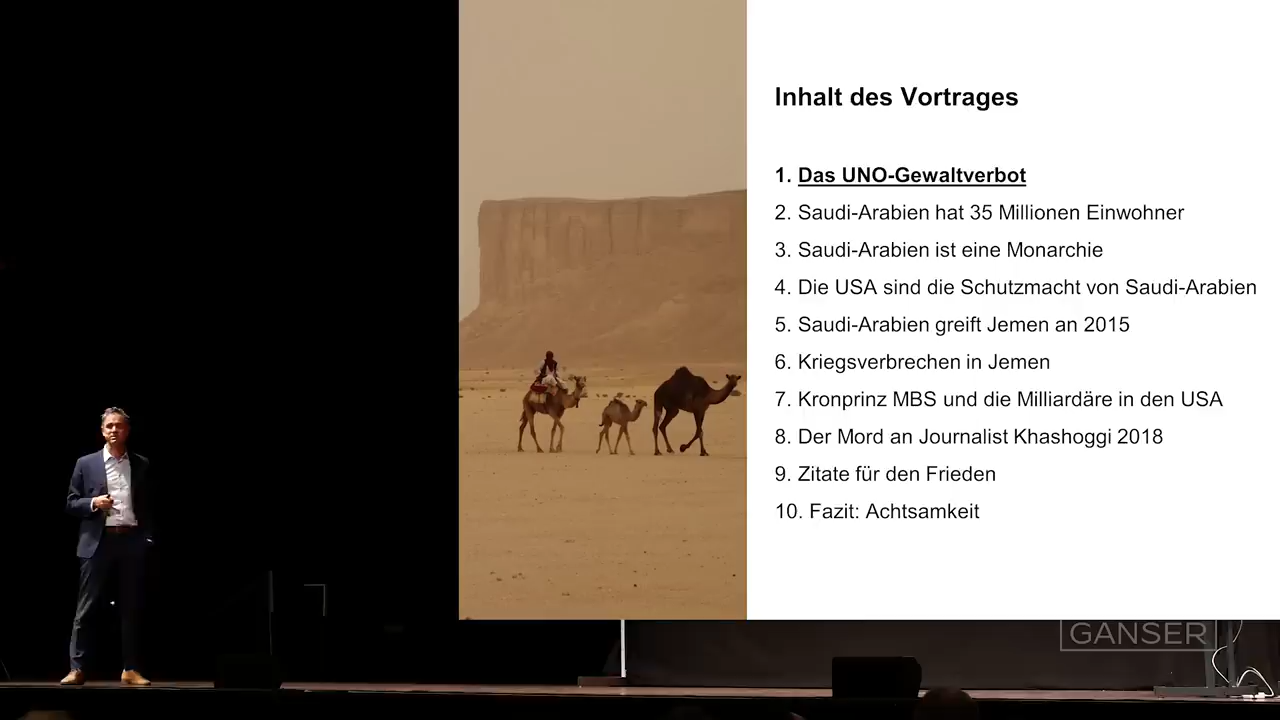 Inhalt des Vortrages
1. Das UNO-Gewaltverbot
2. Saudi-Arabien hat 35 Millionen Einwohner
3. Saudi-Arabien ist eine Monarchie
4. Die USA sind die Schutzmacht von Saudi-Arabien
5. Saudi-Arabien greift Jemen an 2015
6. Kriegsverbrechen in Jemen
7. Kronprinz MBS und die Milliardäre in den USA
8. Der Mord an Journalist Khashoggi 2018
9. Zitate für den Frieden
10. Fazit: Achtsamkeit
GANSER